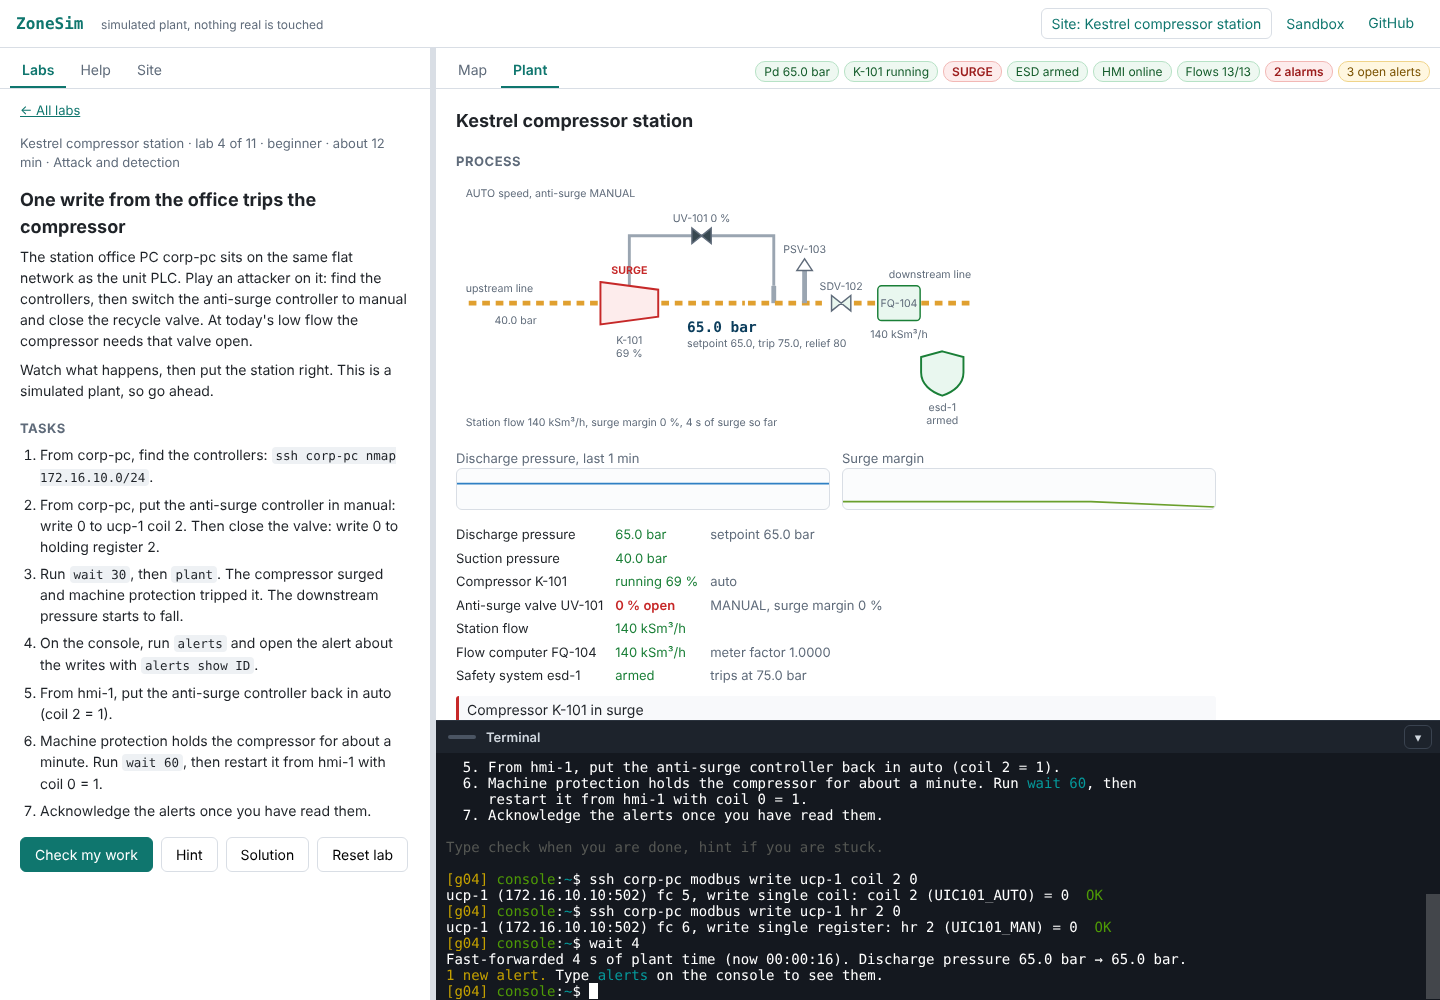 ZoneSim simulated plant, nothing real is touched
Site: Kestrel compressor station Sandbox GitHub
Labs Help Site
← All labs
Kestrel compressor station · lab 4 of 11 · beginner · about 12
min · Attack and detection
One write from the office trips the
compressor
The station office PC corp-pc sits on the same flat
network as the unit PLC. Play an attacker on it: find the
controllers, then switch the anti-surge controller to manual
and close the recycle valve. At today's low flow the
compressor needs that valve open.
Watch what happens, then put the station right. This is a
simulated plant, so go ahead.
TASKS
1. From corp-pc, find the controllers: ssh corp-pc nmap
172.16.10.0/24.
2. From corp-pc, put the anti-surge controller in manual:
write 0 to ucp-1 coil 2. Then close the valve: write 0 to
holding register 2.
3. Run wait 30, then plant. The compressor surged
and machine protection tripped it. The downstream
pressure starts to fall.
4. On the console, run alerts and open the alert about
the writes with alerts show ID.
5. From hmi-1, put the anti-surge controller back in auto
(coil 2 = 1).
6. Machine protection holds the compressor for about a
minute. Run wait 60, then restart it from hmi-1 with
coil 0 = 1.
7. Acknowledge the alerts once you have read them.
Check my work Hint Solution Reset lab
Map Plant
Pd 65.0 bar K-101 running SURGE ESD armed HMI online Flows 13/13 2 alarms 3 open alerts
Kestrel compressor station
PROCESS
AUTO speed, anti-surge MANUAL
UV-101 0 %
PSV-103
SURGE
downstream line
upstream line
SDV-102
FQ-104
40.0 bar
65.0 bar
140 kSm³/h
K-101
setpoint 65.0, trip 75.0, relief 80
69 %
esd-1
armed
Station flow 140 kSm³/h, surge margin 0 %, 4 s of surge so far
Discharge pressure, last 1 min
Surge margin
Discharge pressure 65.0 bar setpoint 65.0 bar
Suction pressure 40.0 bar
Compressor K-101 running 69 % auto
Anti-surge valve UV-101 0 % open MANUAL, surge margin 0 %
Station flow 140 kSm³/h
Flow computer FQ-104 140 kSm³/h meter factor 1.0000
Safety system esd-1 armed trips at 75.0 bar
Compressor K-101 in surge
Terminal ▾
5. From hmi-1, put the anti-surge controller back in auto (coil 2 = 1).
6. Machine protection holds the compressor for about a minute. Run wait 60, then
restart it from hmi-1 with coil 0 = 1.
7. Acknowledge the alerts once you have read them.
Type check when you are done, hint if you are stuck.
[g04] console:~$ ssh corp-pc modbus write ucp-1 coil 2 0
ucp-1 (172.16.10.10:502) fc 5, write single coil: coil 2 (UIC101_AUTO) = 0 OK
[g04] console:~$ ssh corp-pc modbus write ucp-1 hr 2 0
ucp-1 (172.16.10.10:502) fc 6, write single register: hr 2 (UIC101_MAN) = 0 OK
[g04] console:~$ wait 4
Fast-forwarded 4 s of plant time (now 00:00:16). Discharge pressure 65.0 bar → 65.0 bar.
1 new alert. Type alerts on the console to see them.
[g04] console:~$